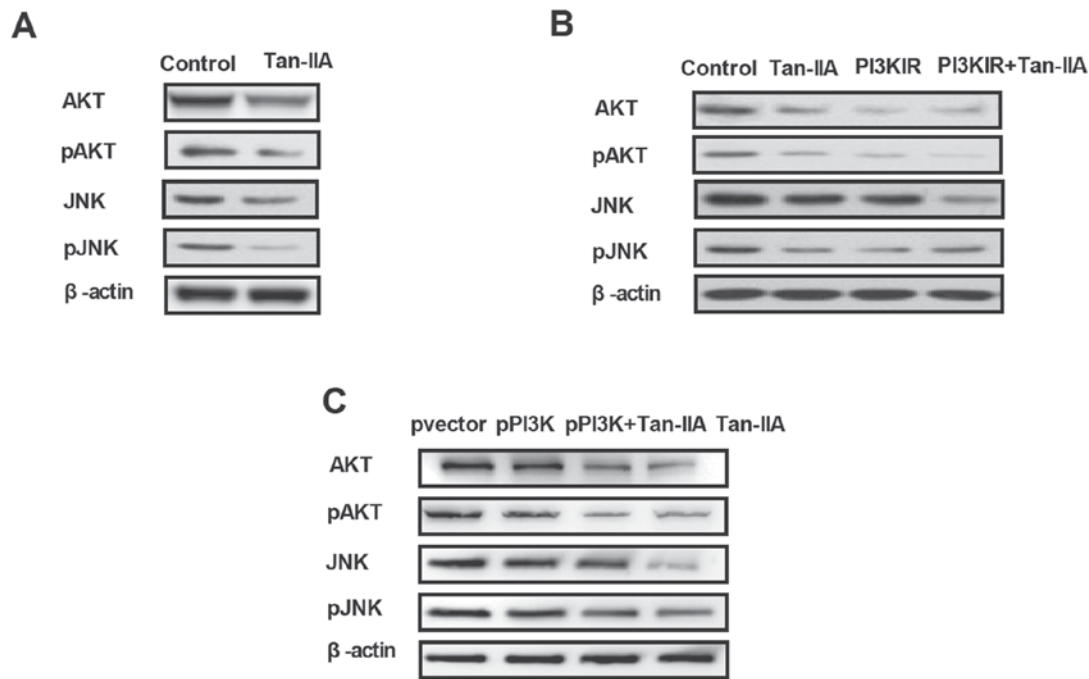 A
Control Tan-IIA
AKT
pAKT
JNK
pJNK
β-actin
B
Control Tan-IIA PI3KIR PI3KIR+Tan-IIA
AKT
pAKT
JNK
pJNK
β-actin
C
pvector pPI3K pPI3K+Tan-IIA Tan-IIA
AKT
pAKT
JNK
pJNK
β-actin